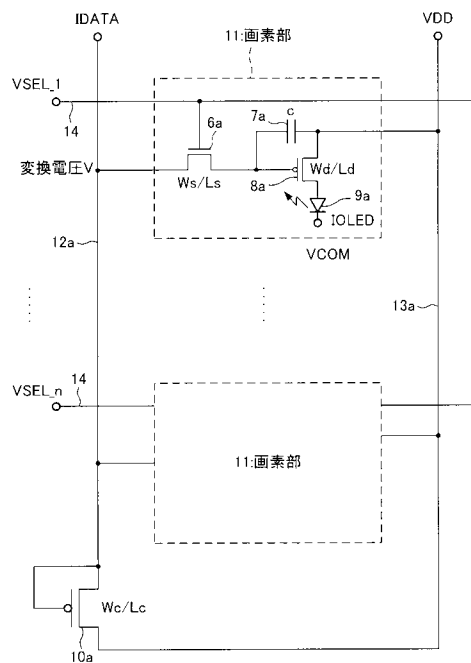 IDATA
VDD
11:画素部
VSEL_1
14
7a
c
6a
変換電圧V
Ws/Ls
8a
Wd/Ld
9a
IOLED
12a
VCOM
13a
VSEL_n
14
11:画素部
Wc/Lc
10a